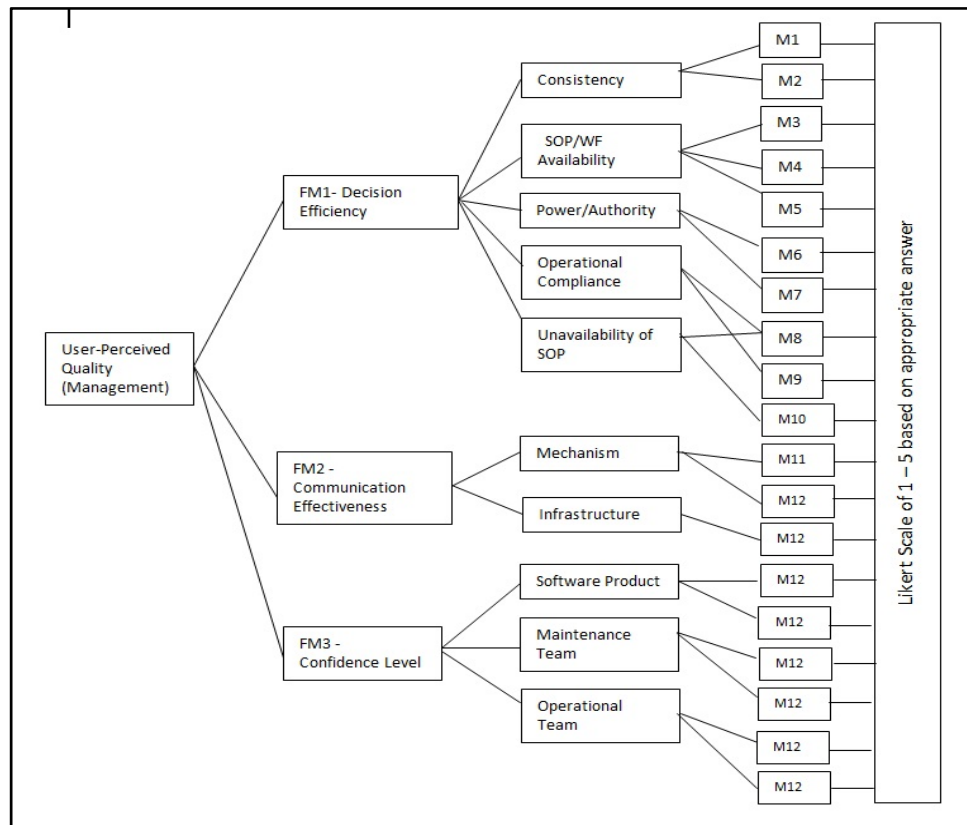 User-Perceived
Quality
(Management)
FM1- Decision
Efficiency
FM2 -
Communication
Effectiveness
FM3 -
Confidence Level
Consistency
SOP/WF
Availability
Power/Authority
Operational
Compliance
Unavailability of
SOP
Mechanism
Infrastructure
Software Product
Maintenance
Team
Operational
Team
M1
M2
M3
M4
M5
M6
M7
M8
M9
M10
M11
M12
M12
M12
M12
M12
M12
M12
M12
Likert Scale of 1 – 5 based on appropriate answer